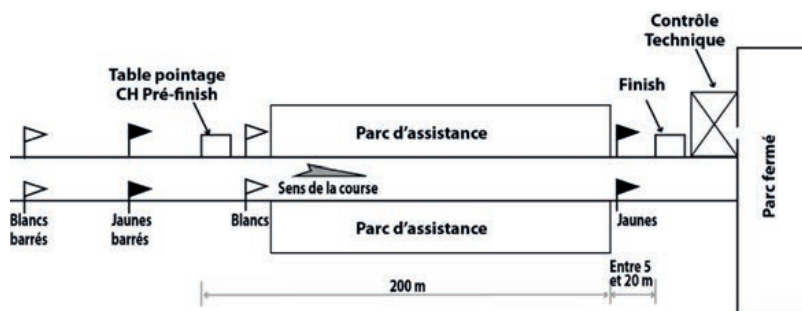 Contrôle
Technique
Table pointage
CH Pré-finish
Finish
Parc d'assistance
Sens de la course
Parc fermé
Blancs
barrés
Jaunes
barrés
Blancs
Parc d'assistance
Jaunes
200 m
Entre 5
et 20 m